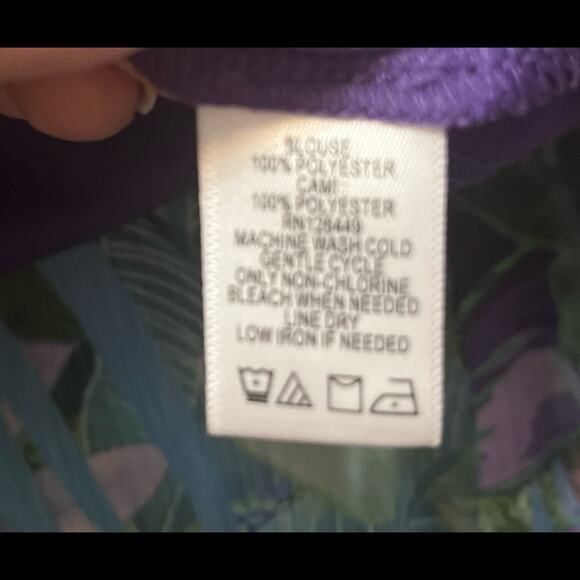 BLOUSE
100% POLYESTER
CAMI
100% POLYESTER
RN126449
MACHINE WASH COLD
GENTLE CYCLE
ONLY NON-CHLORINE
BLEACH WHEN NEEDED
LINE DRY
LOW IRON IF NEEDED